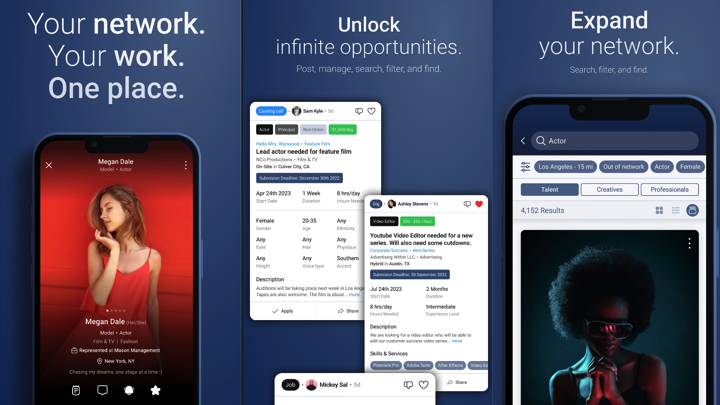 Your network.
Your work.
One place.
Megan Dale
Model • Actor
Megan Dale (Her/She)
Model • Actor
Film & TV | Fashion
Represented at Mason Management
New York, NY
Chasing my dreams, one stage at a time :)
Unlock
infinite opportunities.
Post, manage, search, filter, and find.
Casting call • Sam Kyle • 5d
Actor Principal Non-Union $1,000/day
Hello Mrs. Wynwood • Feature Film
Lead actor needed for feature film
NCU Productions • Film & TV
On-Site in Culver City, CA
Submission Deadline: December 30th 2022
Apr 24th 2023 1 Week 8 hrs/day
Start Date Duration Hours Needed
Female 20-35 Any
Gender Age Ethnicity
Any Any Any
Eyes Hair Physique
Any Any Southern
Height Voice type Accent
Description
Auditions will be taking place next week in Los Ange
Tapes are also welcome. The film is about... more
Apply Share
Gig • Ashley Stevens • 5d
Video Editor $30 - $50 / hour
Youtube Video Editor needed for a new
series. Will also need some cutdowns.
Corporate Success • Mini-Series
Advertising Within LLC • Advertising
Hybrid in Austin, TX
Submission Deadline: 30 September 2022
Jul 24th 2023 2 Months
Start Date Duration
8 hrs/day Intermediate
Hours Needed Experience Level
Description
We are looking for a video editor who will be able to
edit our customer success video series... more
Skills & Services
Premiere Pro Adobe Suite After Effects Video Edi
Share
Job • Mickey Sal • 5d
Expand
your network.
Search, filter, and find.
Actor
Los Angeles - 15 mi Out of network Actor Female
Talent Creatives Professionals
4,152 Results